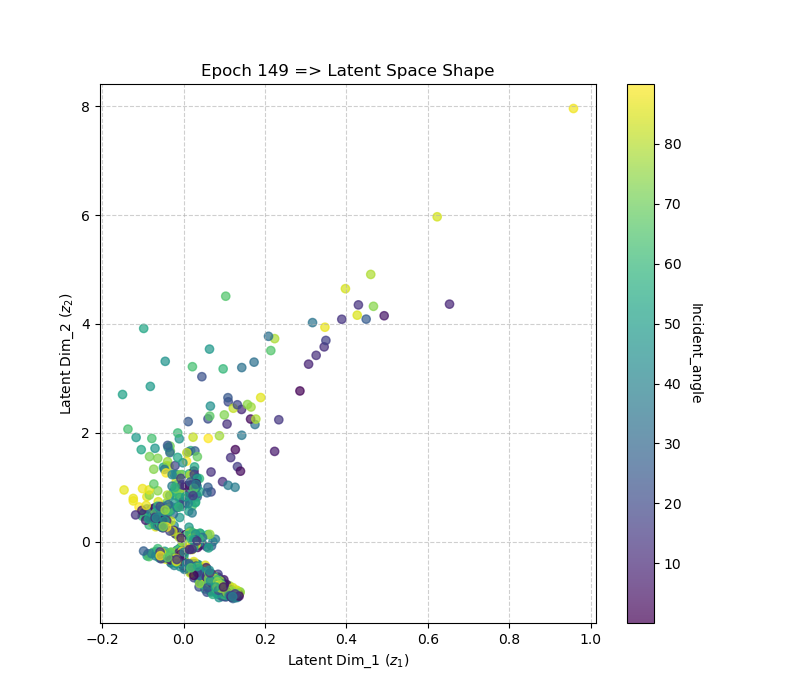 Epoch 149 => Latent Space Shape
8
6
4
2
0
Latent Dim_2 (z2)
−0.2 0.0 0.2 0.4 0.6 0.8 1.0
Latent Dim_1 (z1)
80
70
60
50
40
30
20
10
Incident_angle